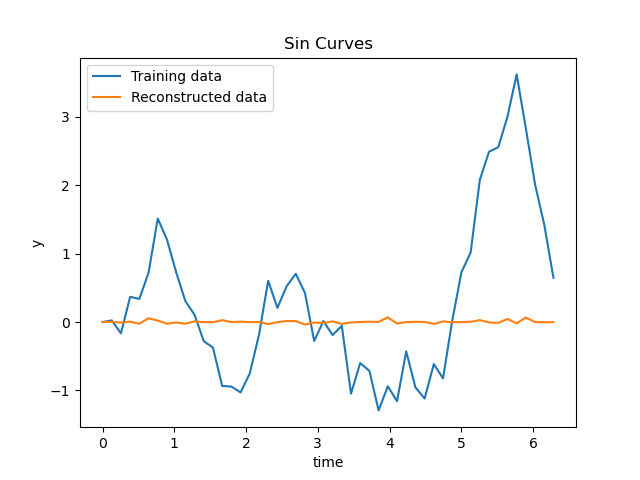 Sin Curves
Training data
Reconstructed data
y
3
2
1
0
−1
0 1 2 3 4 5 6
time